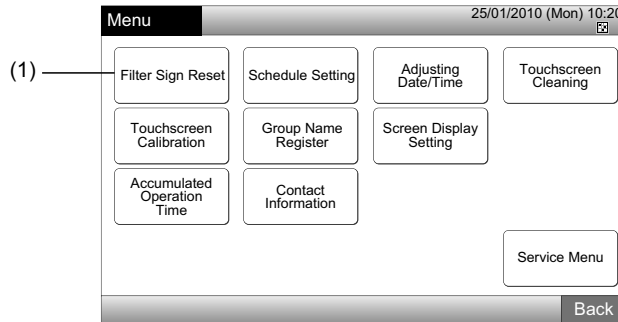 Menu
25/01/2010 (Mon) 10:20
(1)
Filter Sign Reset
Schedule Setting
Adjusting
Date/Time
Touchscreen
Cleaning
Touchscreen
Calibration
Group Name
Register
Screen Display
Setting
Accumulated
Operation
Time
Contact
Information
Service Menu
Back